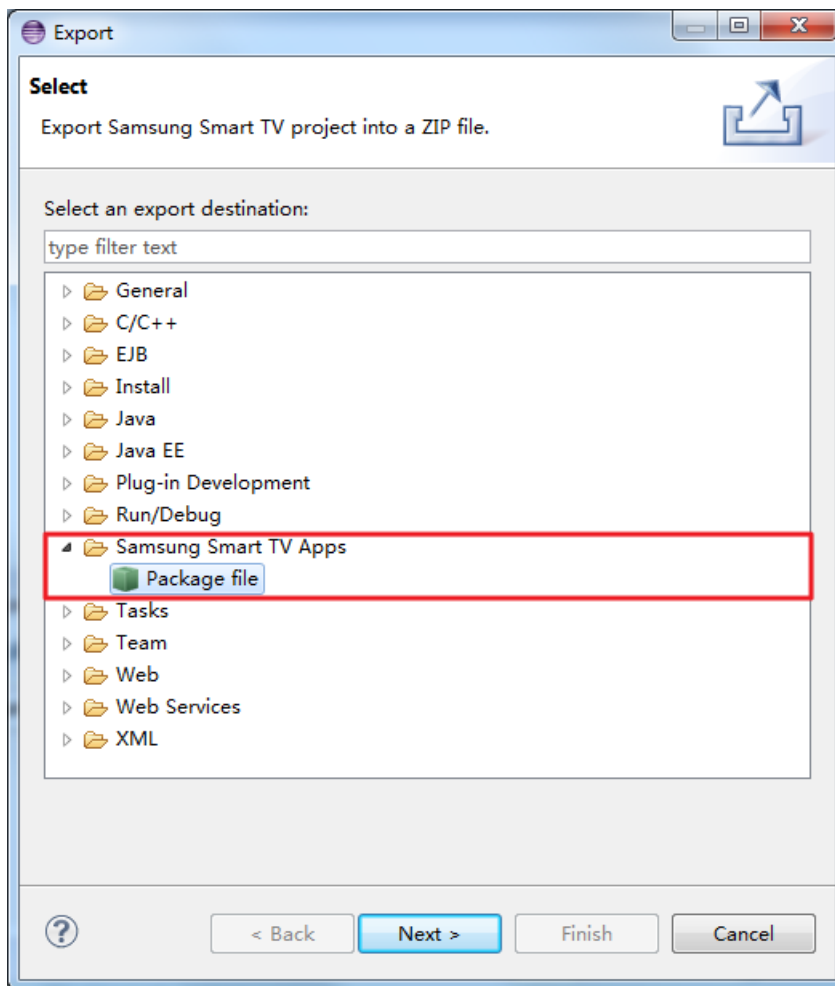 Export
Select
Export Samsung Smart TV project into a ZIP file.
Select an export destination:
type filter text
General
C/C++
EJB
Install
Java
Java EE
Plug-in Development
Run/Debug
Samsung Smart TV Apps
Package file
Tasks
Team
Web
Web Services
XML
? < Back Next > Finish Cancel